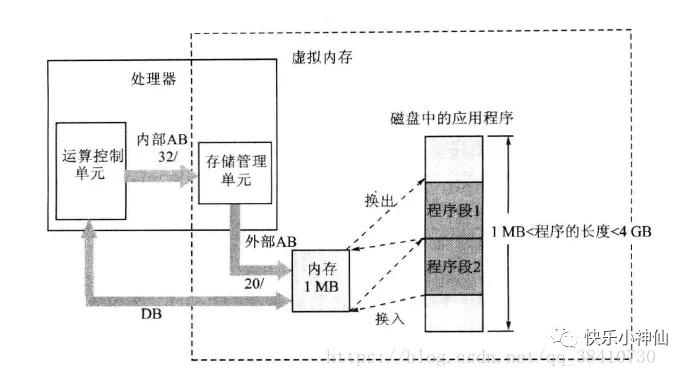 虚拟内存
处理器
磁盘中的应用程序
运算控制
单元
内部AB
32/
存储管理
单元
换出
程序段1
1 MB<程序的长度<4 GB
外部AB
20/
内存
1 MB
程序段2
DB
换入
快乐小神仙
https://blog.csdn.net/qq_38410730